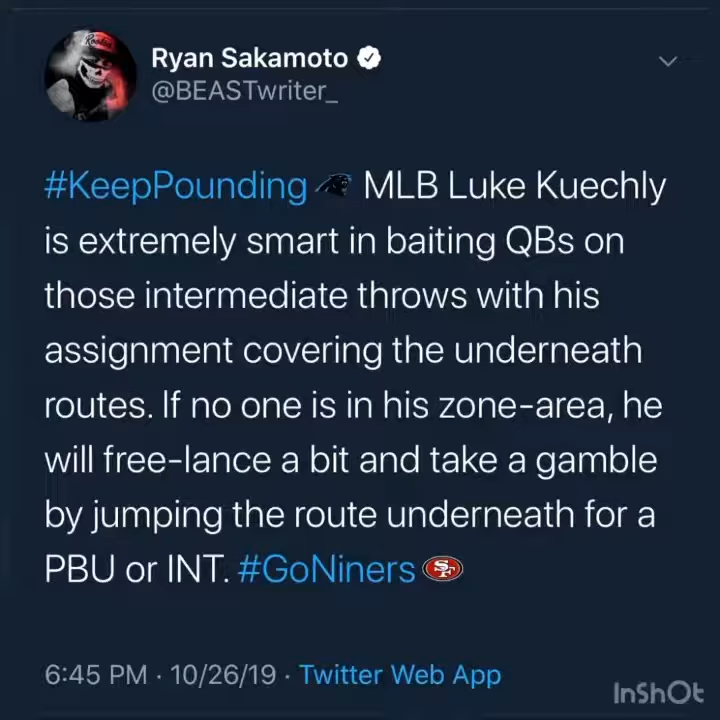 Ryan Sakamoto
@BEASTwriter_
#KeepPounding MLB Luke Kuechly
is extremely smart in baiting QBs on
those intermediate throws with his
assignment covering the underneath
routes. If no one is in his zone-area, he
will free-lance a bit and take a gamble
by jumping the route underneath for a
PBU or INT. #GoNiners
6:45 PM · 10/26/19 · Twitter Web App
InShOt